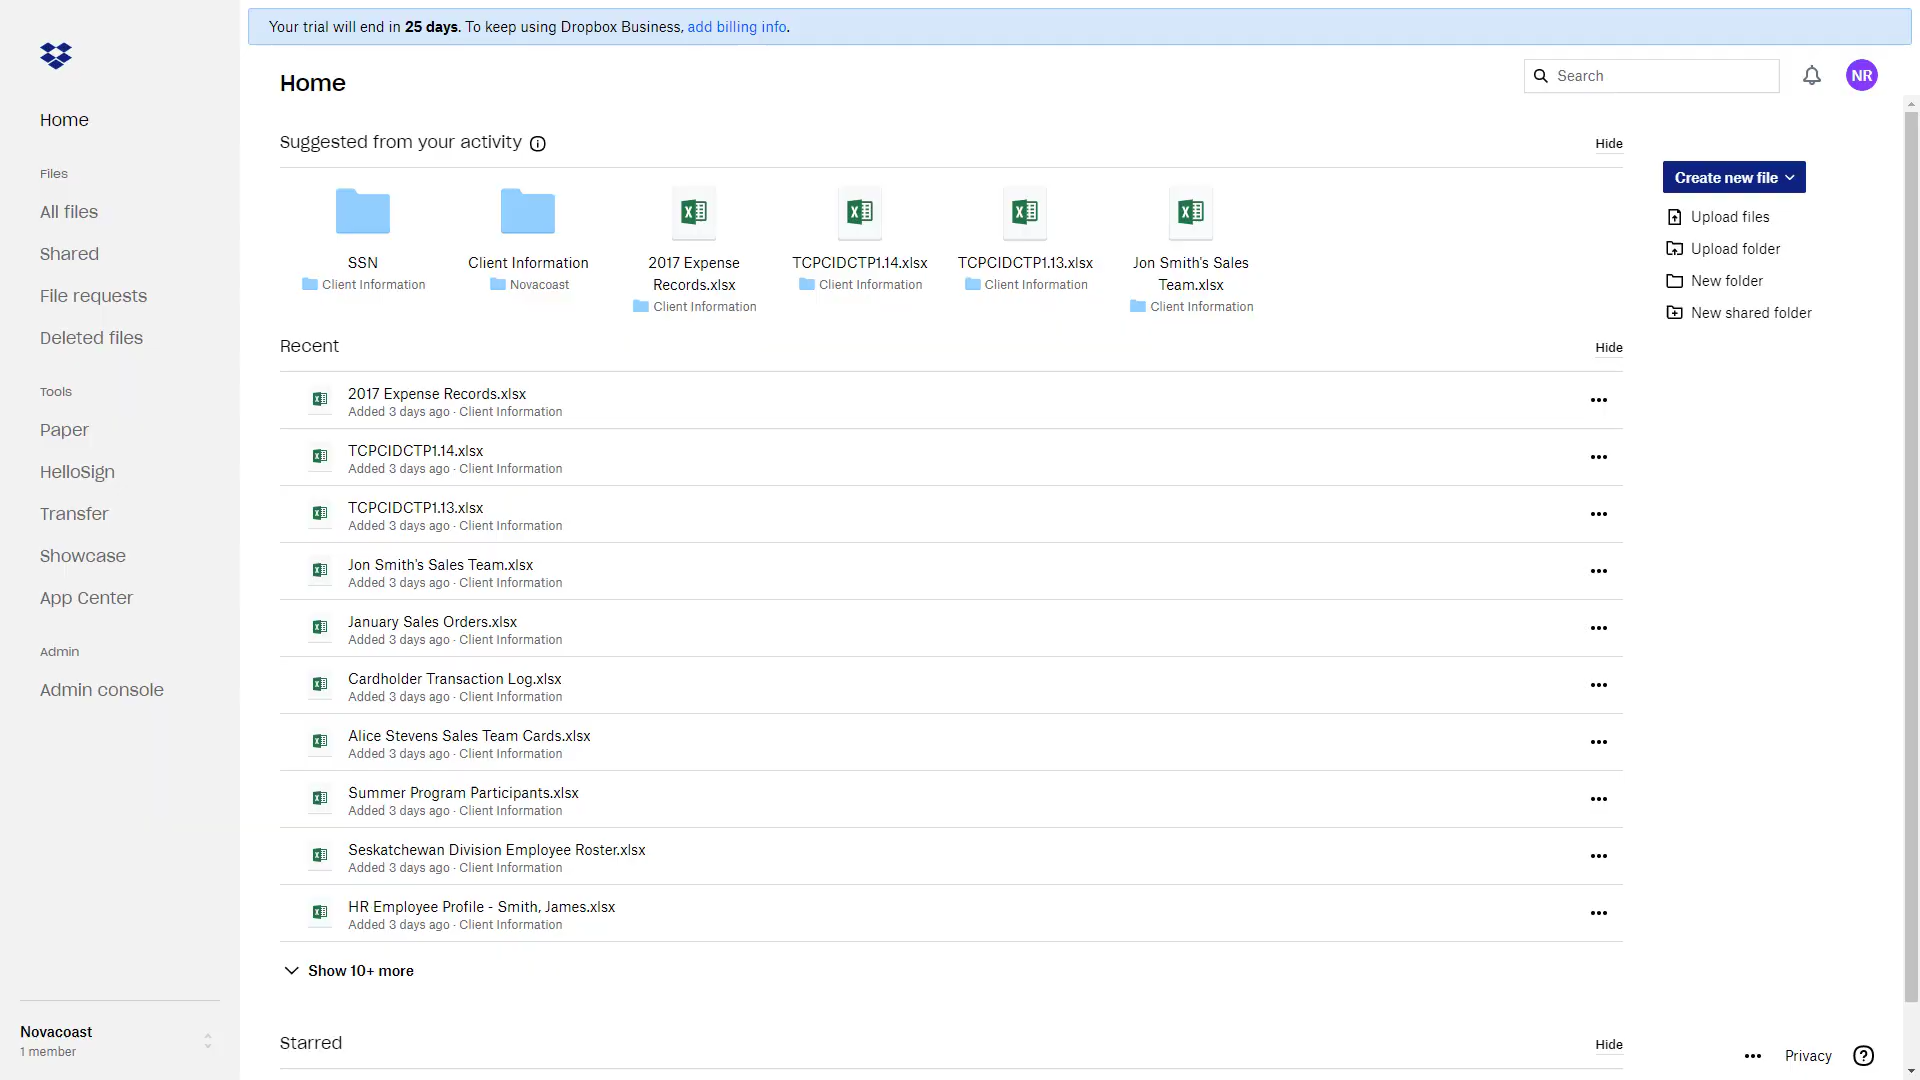 Your trial will end in 25 days. To keep using Dropbox Business, add billing info.
Home
Search
NR
Home
Files
All files
Shared
File requests
Deleted files
Tools
Paper
HelloSign
Transfer
Showcase
App Center
Admin
Admin console
Novacoast
1 member
Suggested from your activity
Hide
SSN
Client Information
Client Information
Novacoast
2017 Expense
Records.xlsx
Client Information
TCPCIDCTP1.14.xlsx
Client Information
TCPCIDCTP1.13.xlsx
Client Information
Jon Smith's Sales
Team.xlsx
Client Information
Recent
Hide
2017 Expense Records.xlsx
Added 3 days ago · Client Information
TCPCIDCTP1.14.xlsx
Added 3 days ago · Client Information
TCPCIDCTP1.13.xlsx
Added 3 days ago · Client Information
Jon Smith's Sales Team.xlsx
Added 3 days ago · Client Information
January Sales Orders.xlsx
Added 3 days ago · Client Information
Cardholder Transaction Log.xlsx
Added 3 days ago · Client Information
Alice Stevens Sales Team Cards.xlsx
Added 3 days ago · Client Information
Summer Program Participants.xlsx
Added 3 days ago · Client Information
Seskatchewan Division Employee Roster.xlsx
Added 3 days ago · Client Information
HR Employee Profile - Smith, James.xlsx
Added 3 days ago · Client Information
Show 10+ more
Starred
Hide
Create new file
Upload files
Upload folder
New folder
New shared folder
Privacy